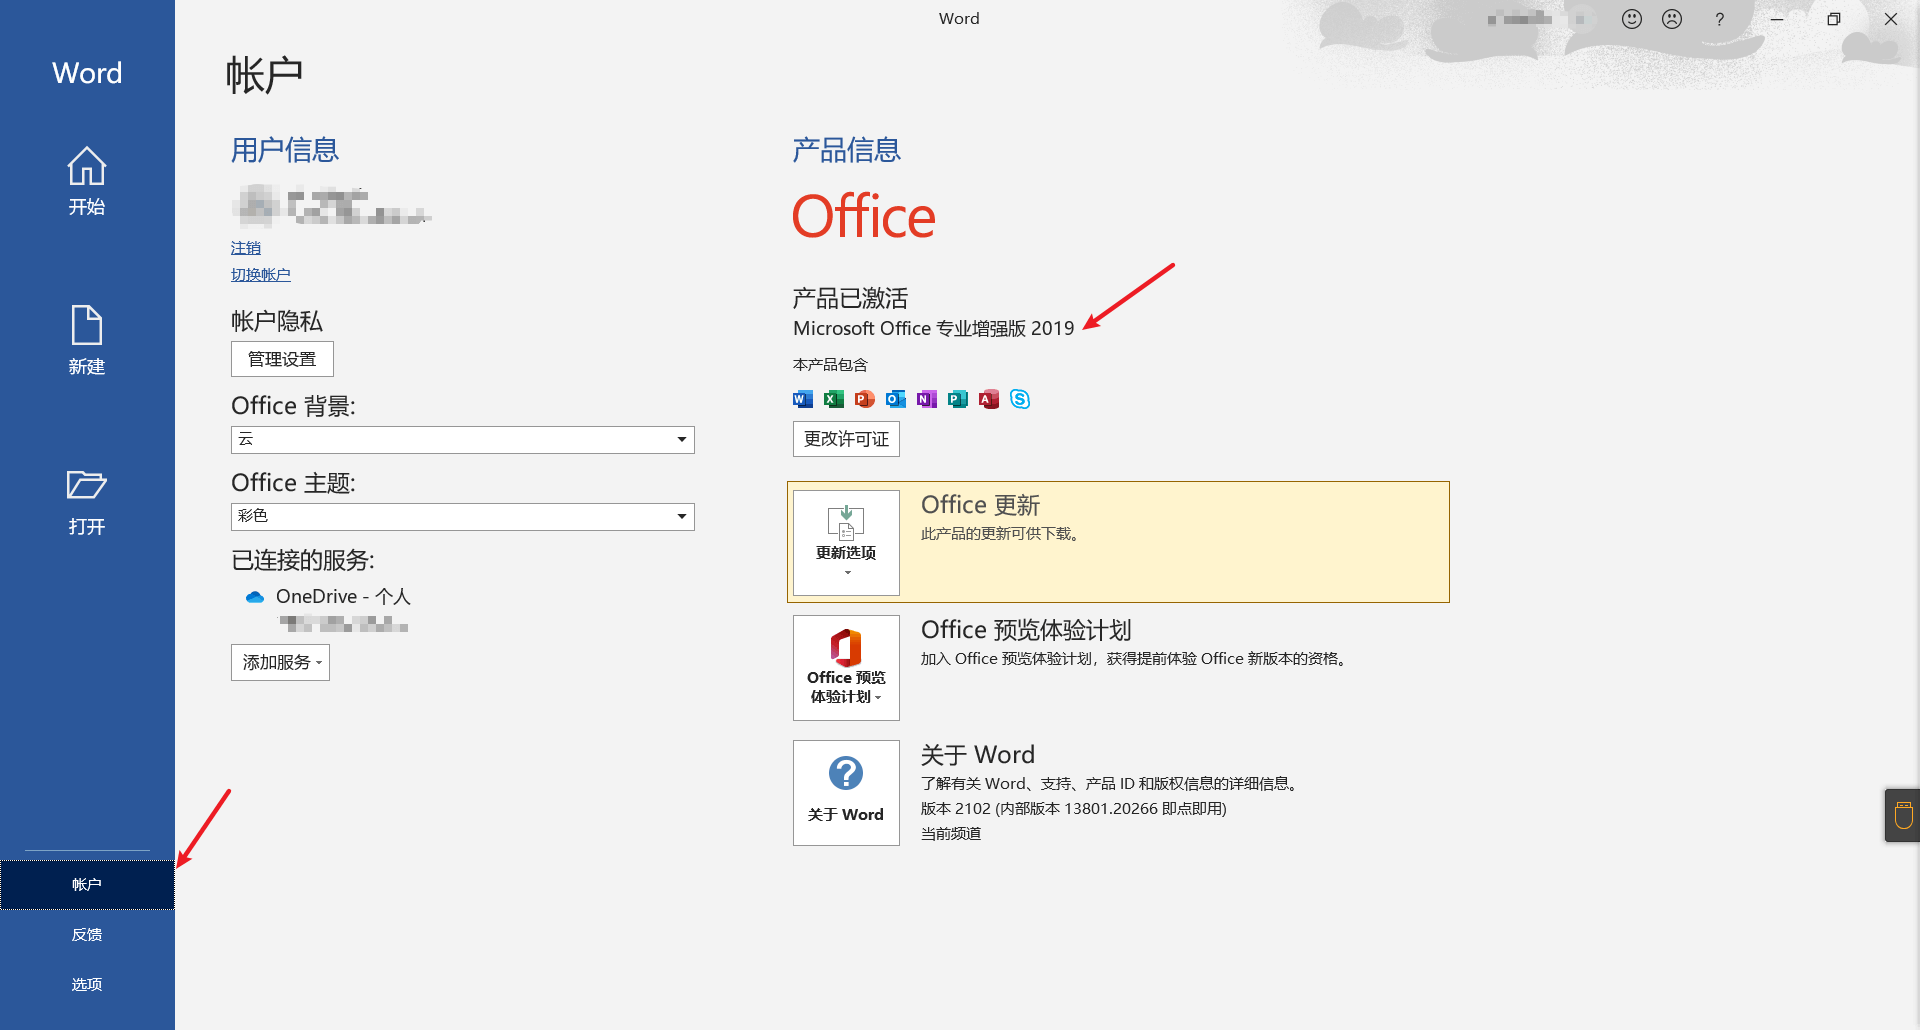 Word
?
Word
开始
新建
打开
帐户
反馈
选项
帐户
用户信息
注销
切换帐户
帐户隐私
管理设置
Office 背景:
云
Office 主题:
彩色
已连接的服务:
OneDrive - 个人
添加服务
产品信息
Office
产品已激活
Microsoft Office 专业增强版 2019
本产品包含
W X P O N P A S
更改许可证
更新选项
Office 更新
此产品的更新可供下载。
Office 预览
体验计划
Office 预览体验计划
加入 Office 预览体验计划，获得提前体验 Office 新版本的资格。
?
关于 Word
关于 Word
了解有关 Word、支持、产品 ID 和版权信息的详细信息。
版本 2102 (内部版本 13801.20266 即点即用)
当前频道